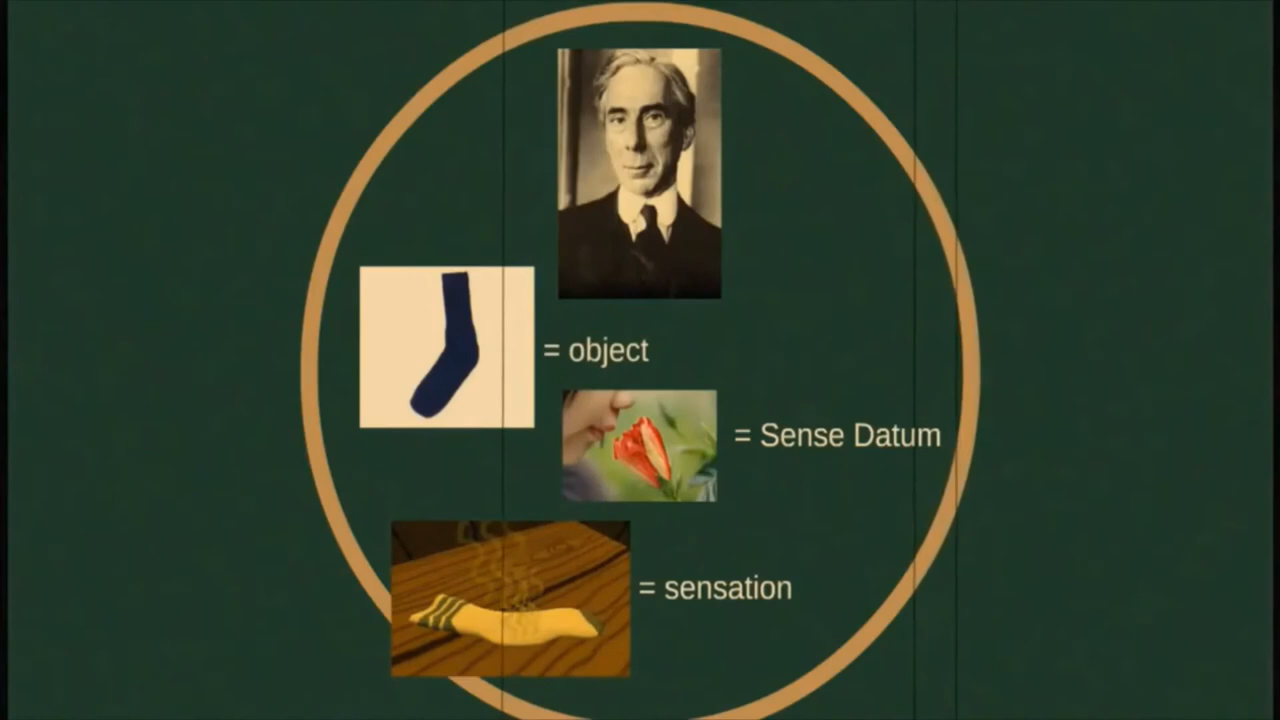 = object
= Sense Datum
= sensation